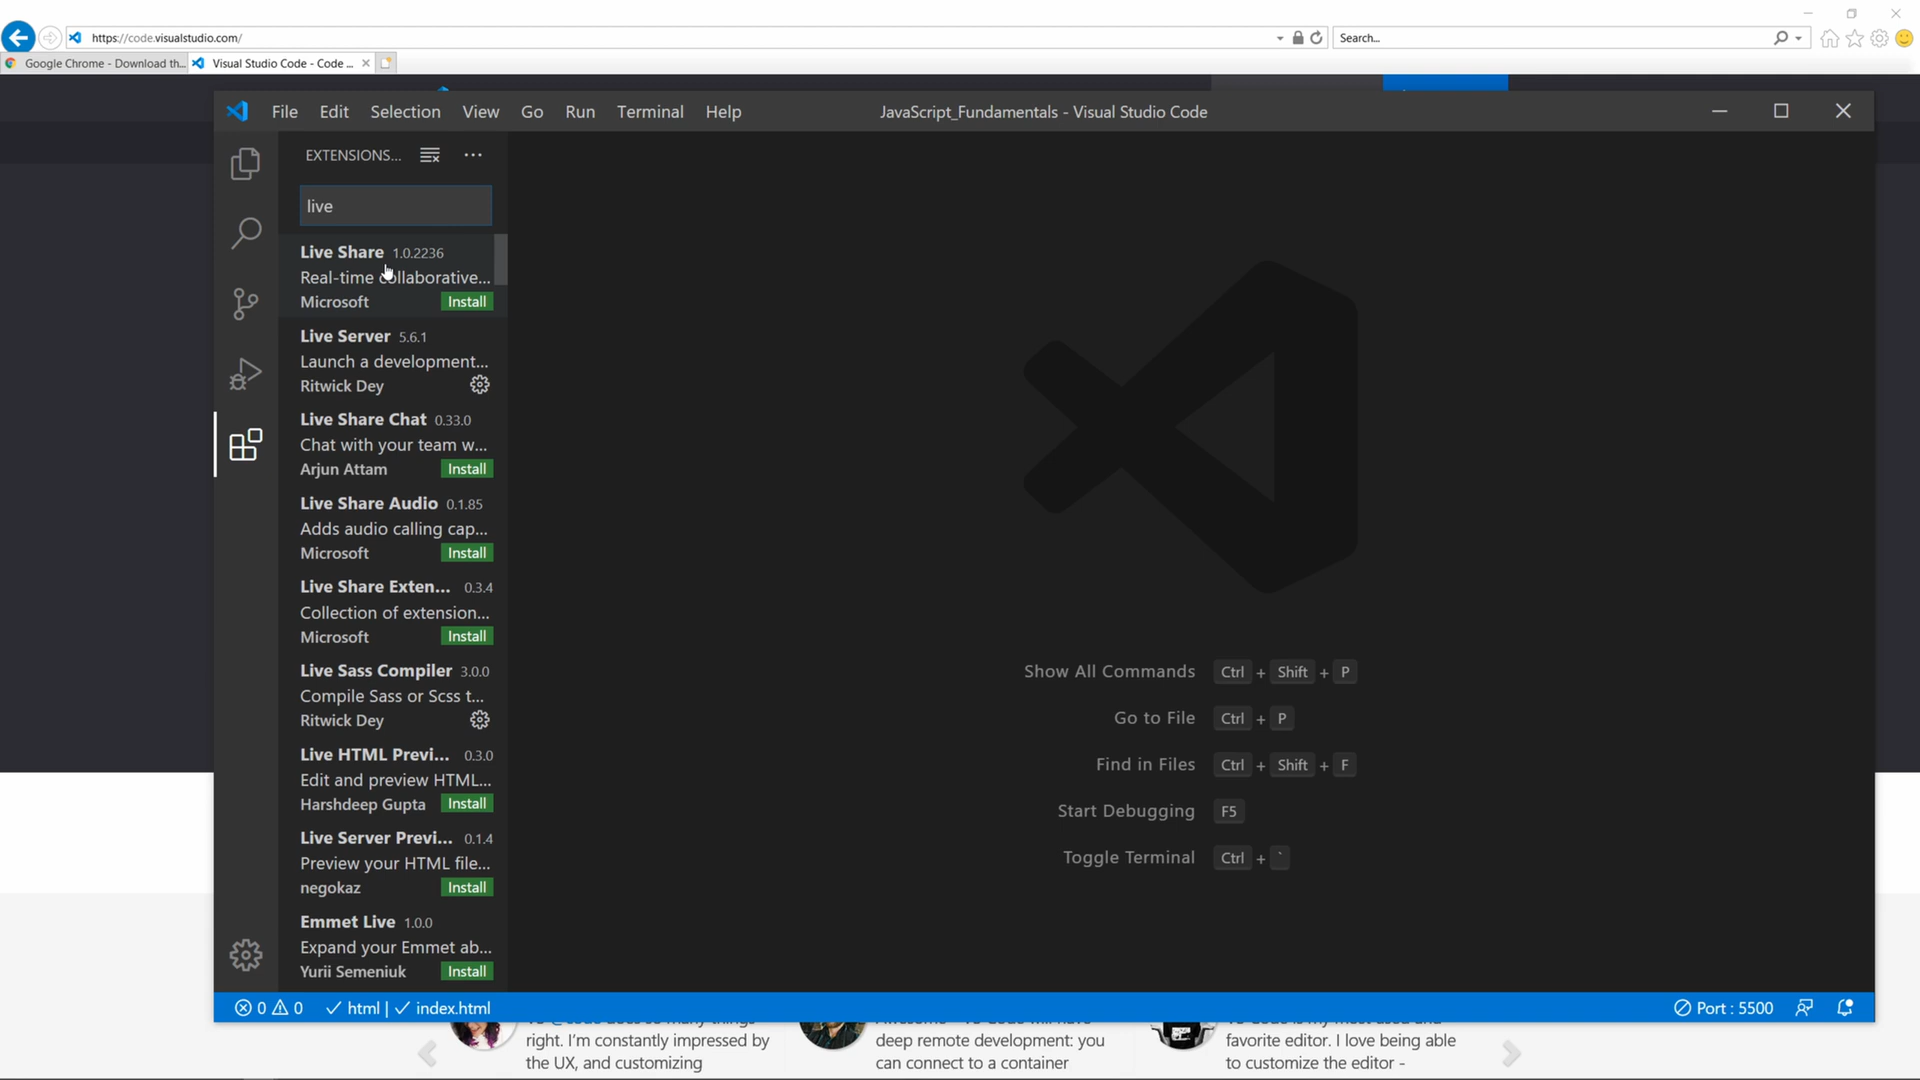 https://code.visualstudio.com/
Search...
Google Chrome - Download th...
Visual Studio Code - Code ...
File Edit Selection View Go Run Terminal Help
JavaScript_Fundamentals - Visual Studio Code
EXTENSIONS...
live
Live Share 1.0.2236
Real-time collaborative...
Microsoft Install
Live Server 5.6.1
Launch a development...
Ritwick Dey
Live Share Chat 0.33.0
Chat with your team w...
Arjun Attam Install
Live Share Audio 0.1.85
Adds audio calling cap...
Microsoft Install
Live Share Exten... 0.3.4
Collection of extension...
Microsoft Install
Live Sass Compiler 3.0.0
Compile Sass or Scss t...
Ritwick Dey
Live HTML Previ... 0.3.0
Edit and preview HTML...
Harshdeep Gupta Install
Live Server Previ... 0.1.4
Preview your HTML file...
negokaz Install
Emmet Live 1.0.0
Expand your Emmet ab...
Yurii Semeniuk Install
Show All Commands Ctrl + Shift + P
Go to File Ctrl + P
Find in Files Ctrl + Shift + F
Start Debugging F5
Toggle Terminal Ctrl + `
0 0 html | index.html
Port : 5500
right. I'm constantly impressed by
the UX, and customizing
deep remote development: you
can connect to a container
favorite editor. I love being able
to customize the editor -